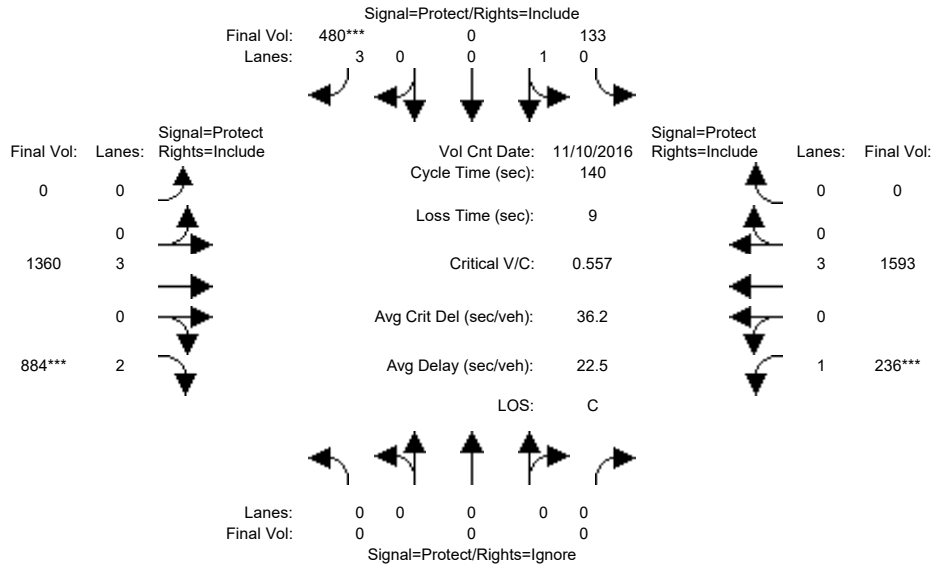 Signal=Protect/Rights=Include
Final Vol: 480*** 0 133
Lanes: 3 0 0 1 0
Signal=Protect Signal=Protect
Final Vol: Lanes: Rights=Include Vol Cnt Date: 11/10/2016 Rights=Include Lanes: Final Vol:
Cycle Time (sec): 140
0 0 0 0
Loss Time (sec): 9
0 0
1360 3 Critical V/C: 0.557 3 1593
0 Avg Crit Del (sec/veh): 36.2 0
884*** 2 Avg Delay (sec/veh): 22.5 1 236***
LOS: C
Lanes: 0 0 0 0 0
Final Vol: 0 0 0
Signal=Protect/Rights=Ignore